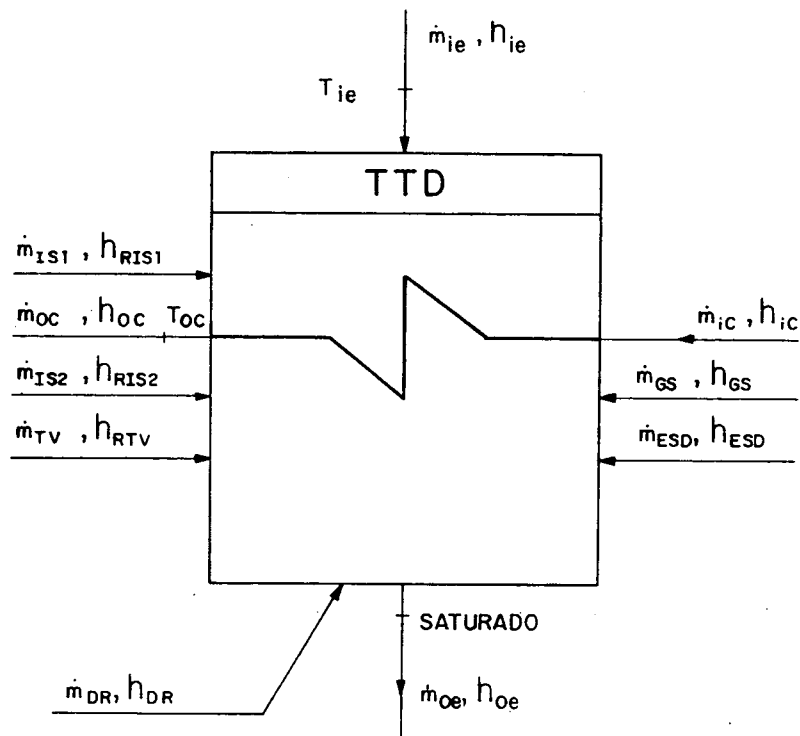 ṁie , hie
Tie
TTD
ṁIS1 , hRIS1
ṁOC , hOC TOC
ṁiC , hiC
ṁIS2 , hRIS2
ṁGS , hGS
ṁTV , hRTV
ṁESD, hESD
SATURADO
ṁDR, hDR
ṁOe, hOe